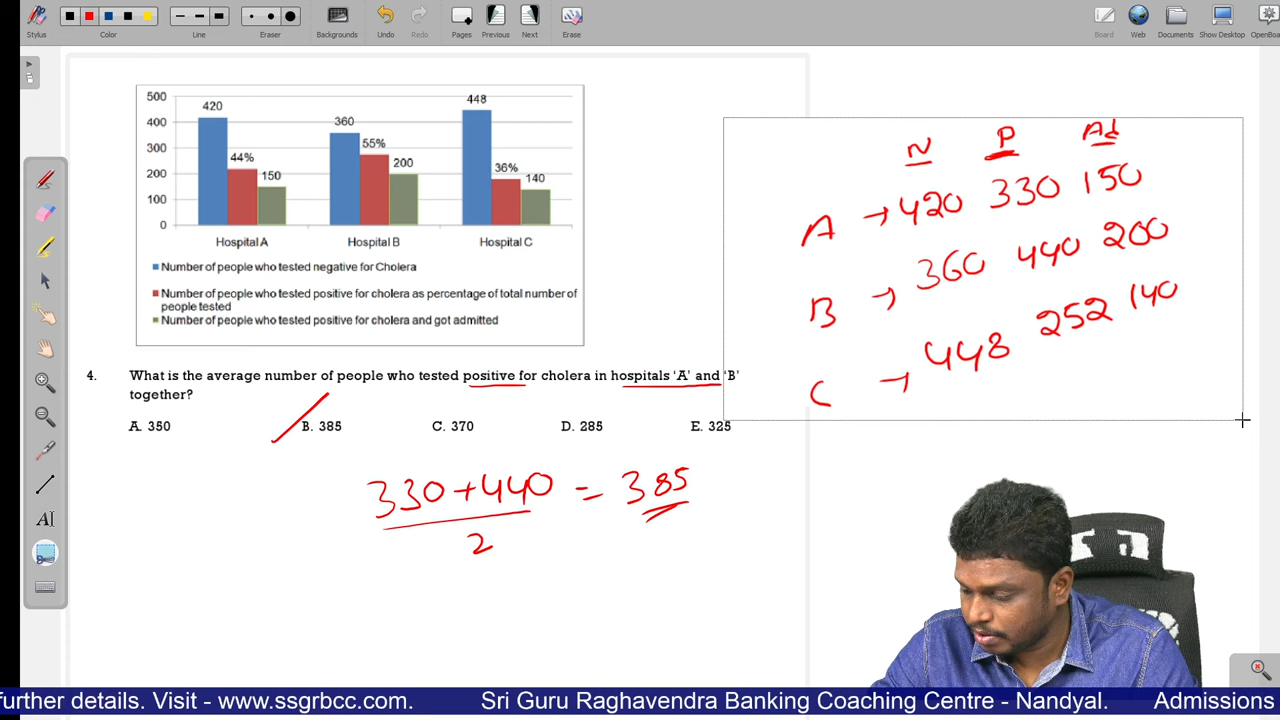 Stylus Color Line Eraser Backgrounds Undo Redo Pages Previous Next Erase Board Web Documents Show Desktop OpenBoa
500
400
300
200
100
0
420 44% 150
360 55% 200
448 36% 140
Hospital A Hospital B Hospital C
Number of people who tested negative for Cholera
Number of people who tested positive for cholera as percentage of total number of
people tested
Number of people who tested positive for cholera and got admitted
N P Ad
A → 420 330 150
B → 360 440 200
C → 448 252 140
4. What is the average number of people who tested positive for cholera in hospitals ‘A’ and ‘B’
together?
A. 350 B. 385 C. 370 D. 285 E. 325
330+440 = 385
2
A
further details. Visit - www.ssgrbcc.com. Sri Guru Raghavendra Banking Coaching Centre - Nandyal. Admissions